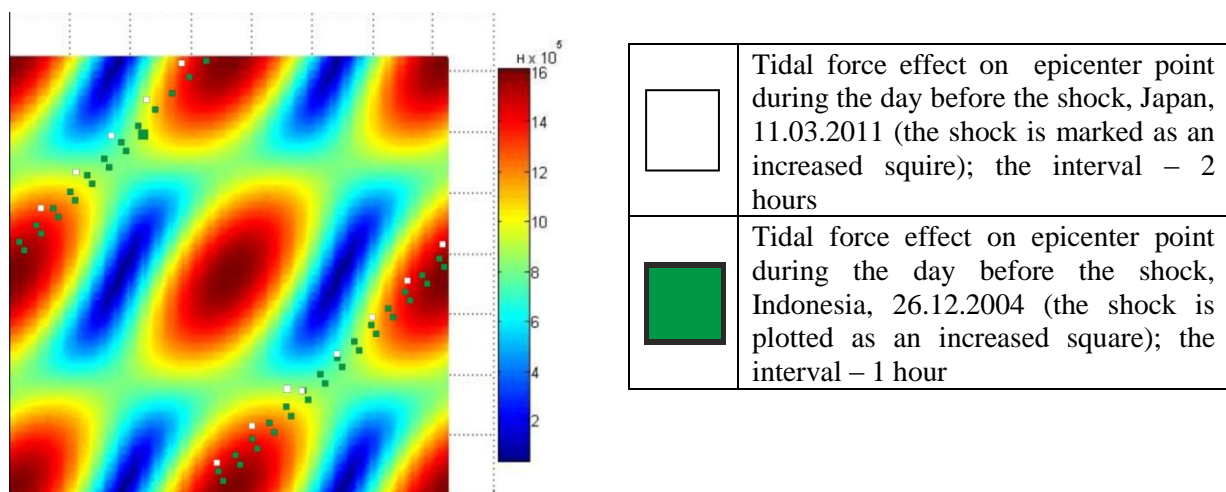 H x 10⁵
16
14
12
10
8
6
4
2
Tidal force effect on epicenter point
during the day before the shock, Japan,
11.03.2011 (the shock is marked as an
increased squire); the interval – 2
hours
Tidal force effect on epicenter point
during the day before the shock,
Indonesia, 26.12.2004 (the shock is
plotted as an increased square); the
interval – 1 hour